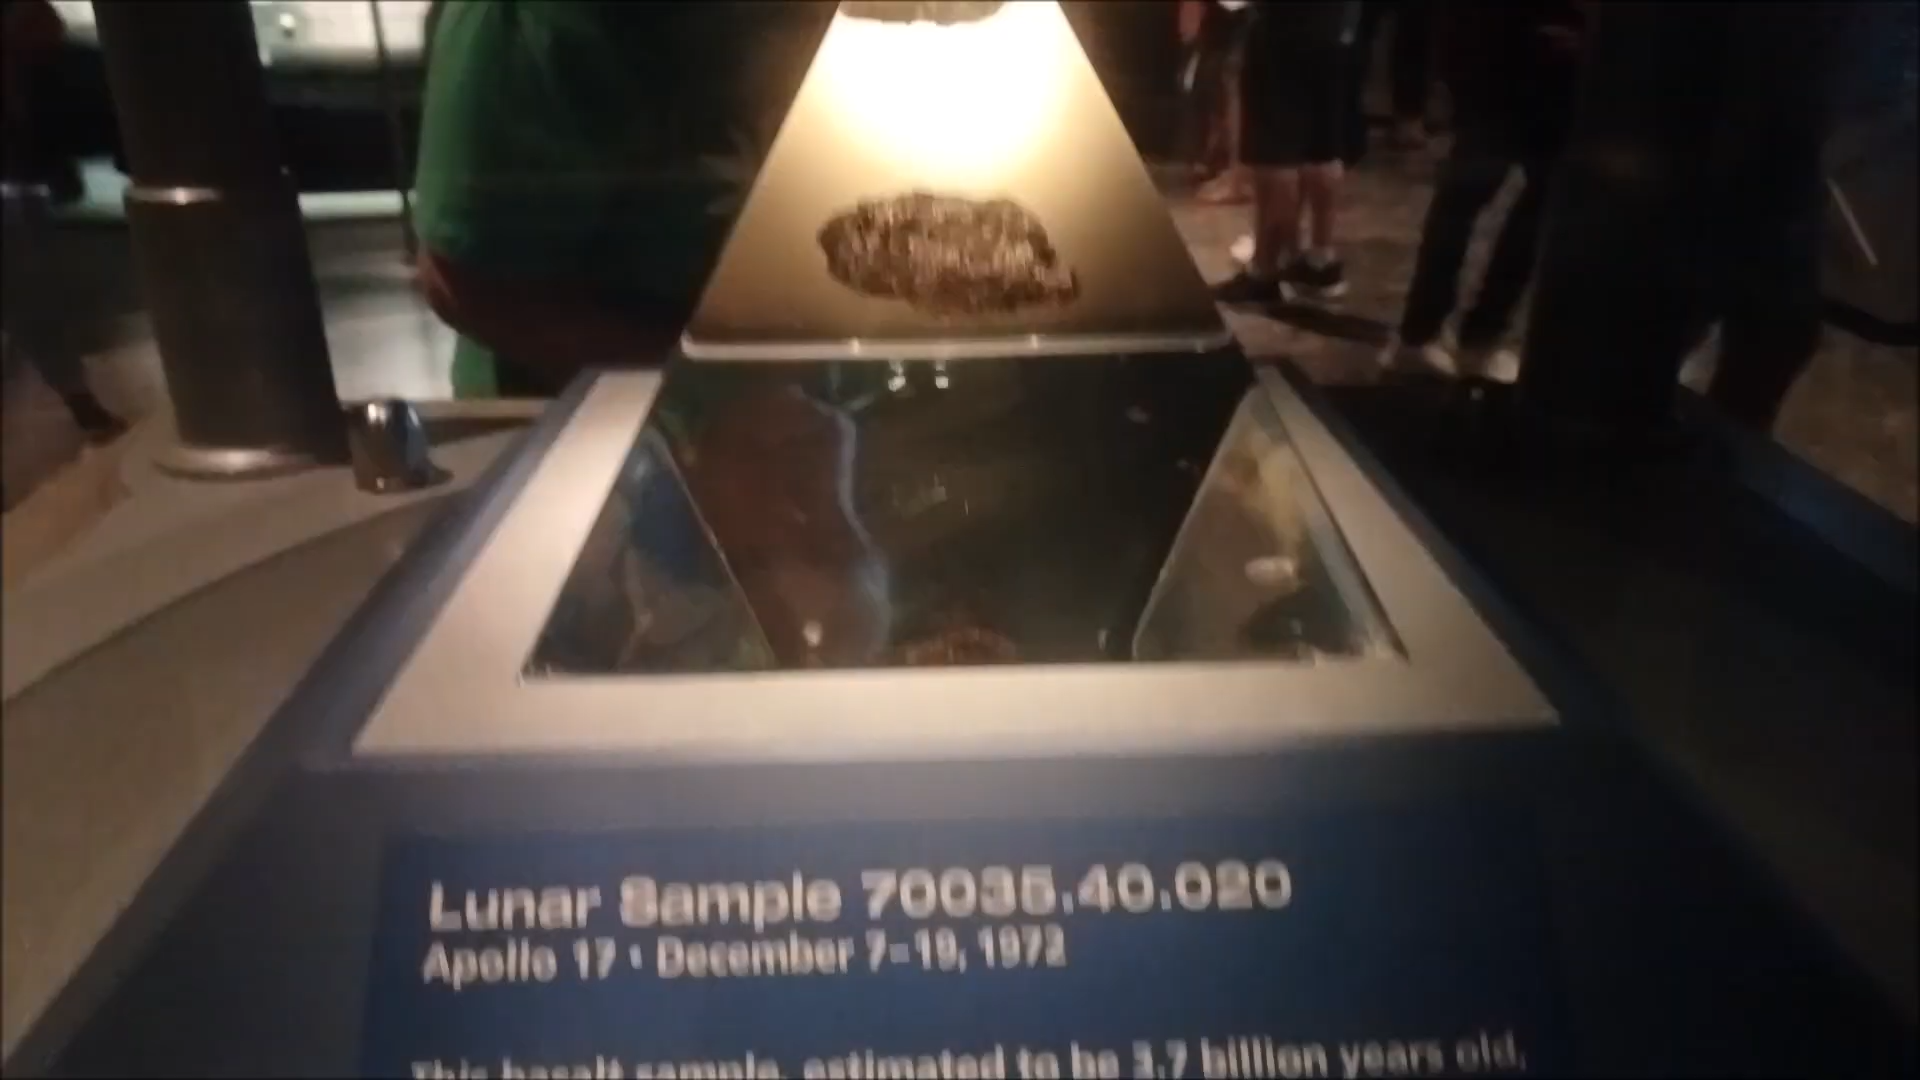 Lunar Sample 70035.40.020
Apollo 17 · December 7–19, 1972
This basalt sample, estimated to be 3.7 billion years old,